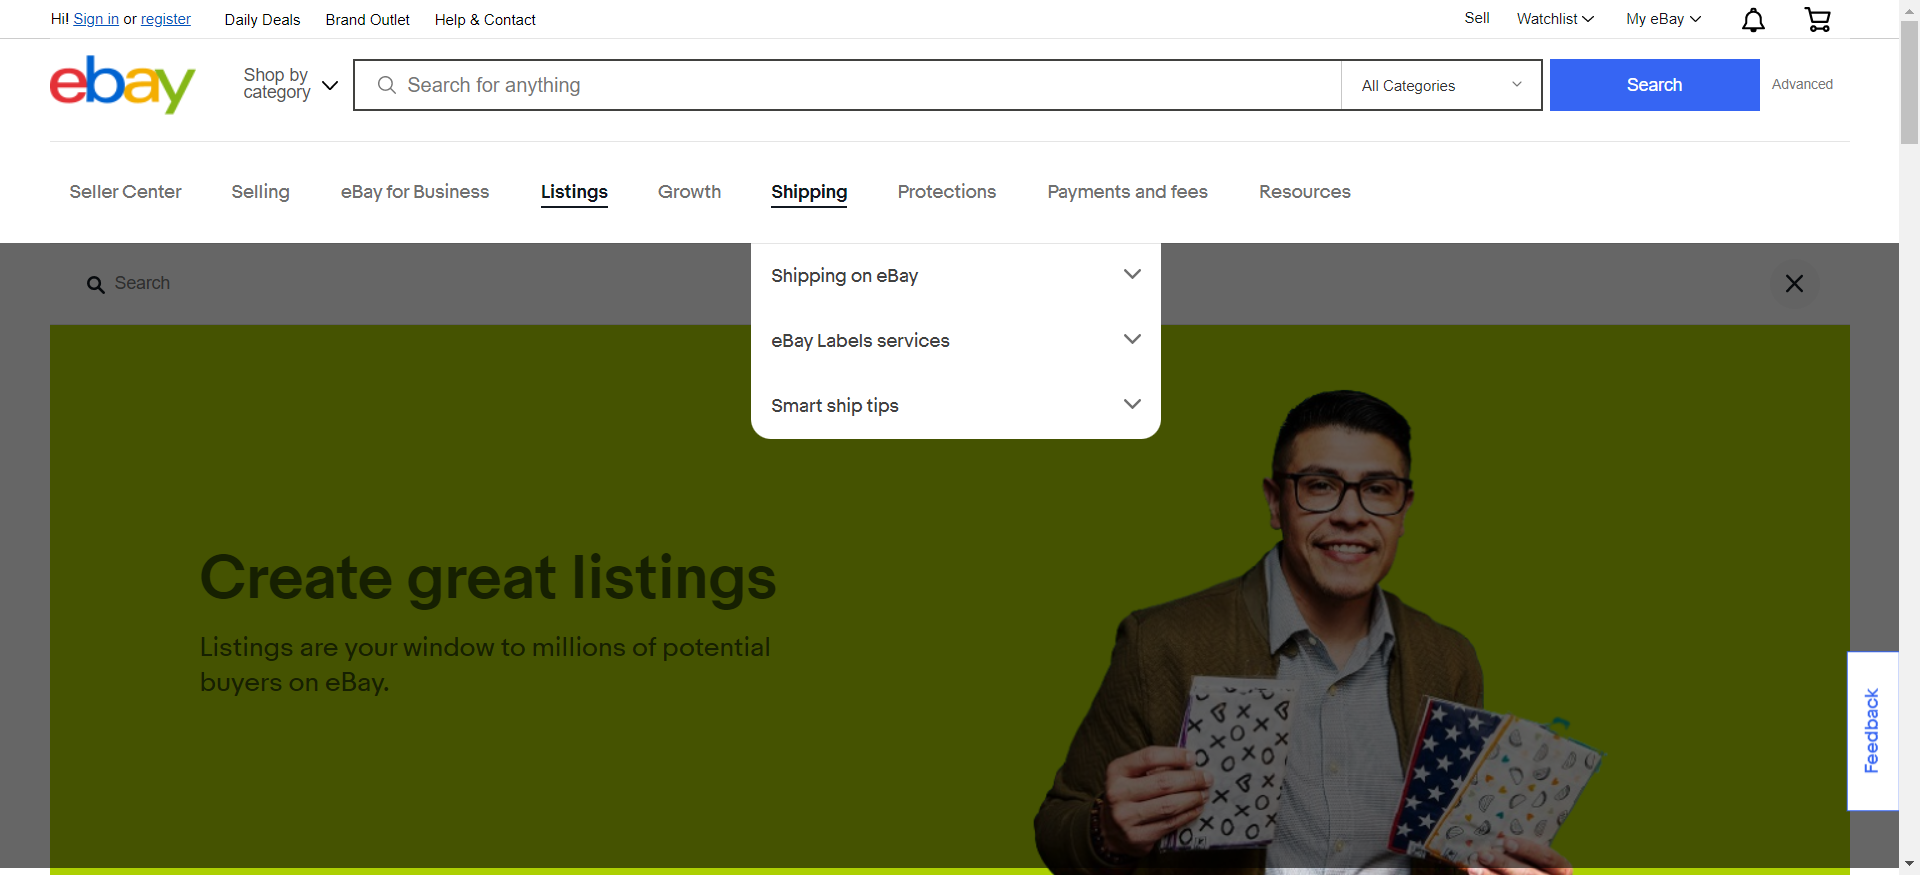 Hi! Sign in or register Daily Deals Brand Outlet Help & Contact Sell Watchlist My eBay
ebay Shop by category Search for anything All Categories Search Advanced
Seller Center Selling eBay for Business Listings Growth Shipping Protections Payments and fees Resources
Search
Shipping on eBay
eBay Labels services
Smart ship tips
Create great listings
Listings are your window to millions of potential
buyers on eBay.
Feedback